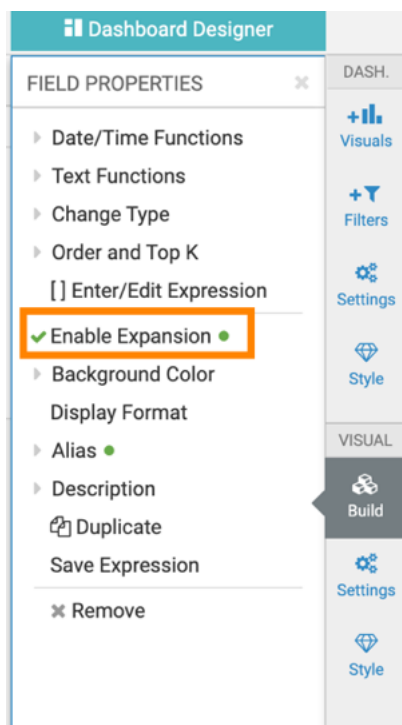 Dashboard Designer
FIELD PROPERTIES
Date/Time Functions
Text Functions
Change Type
Order and Top K
[ ] Enter/Edit Expression
Enable Expansion
Background Color
Display Format
Alias
Description
Duplicate
Save Expression
Remove
DASH.
Visuals
Filters
Settings
Style
VISUAL
Build
Settings
Style